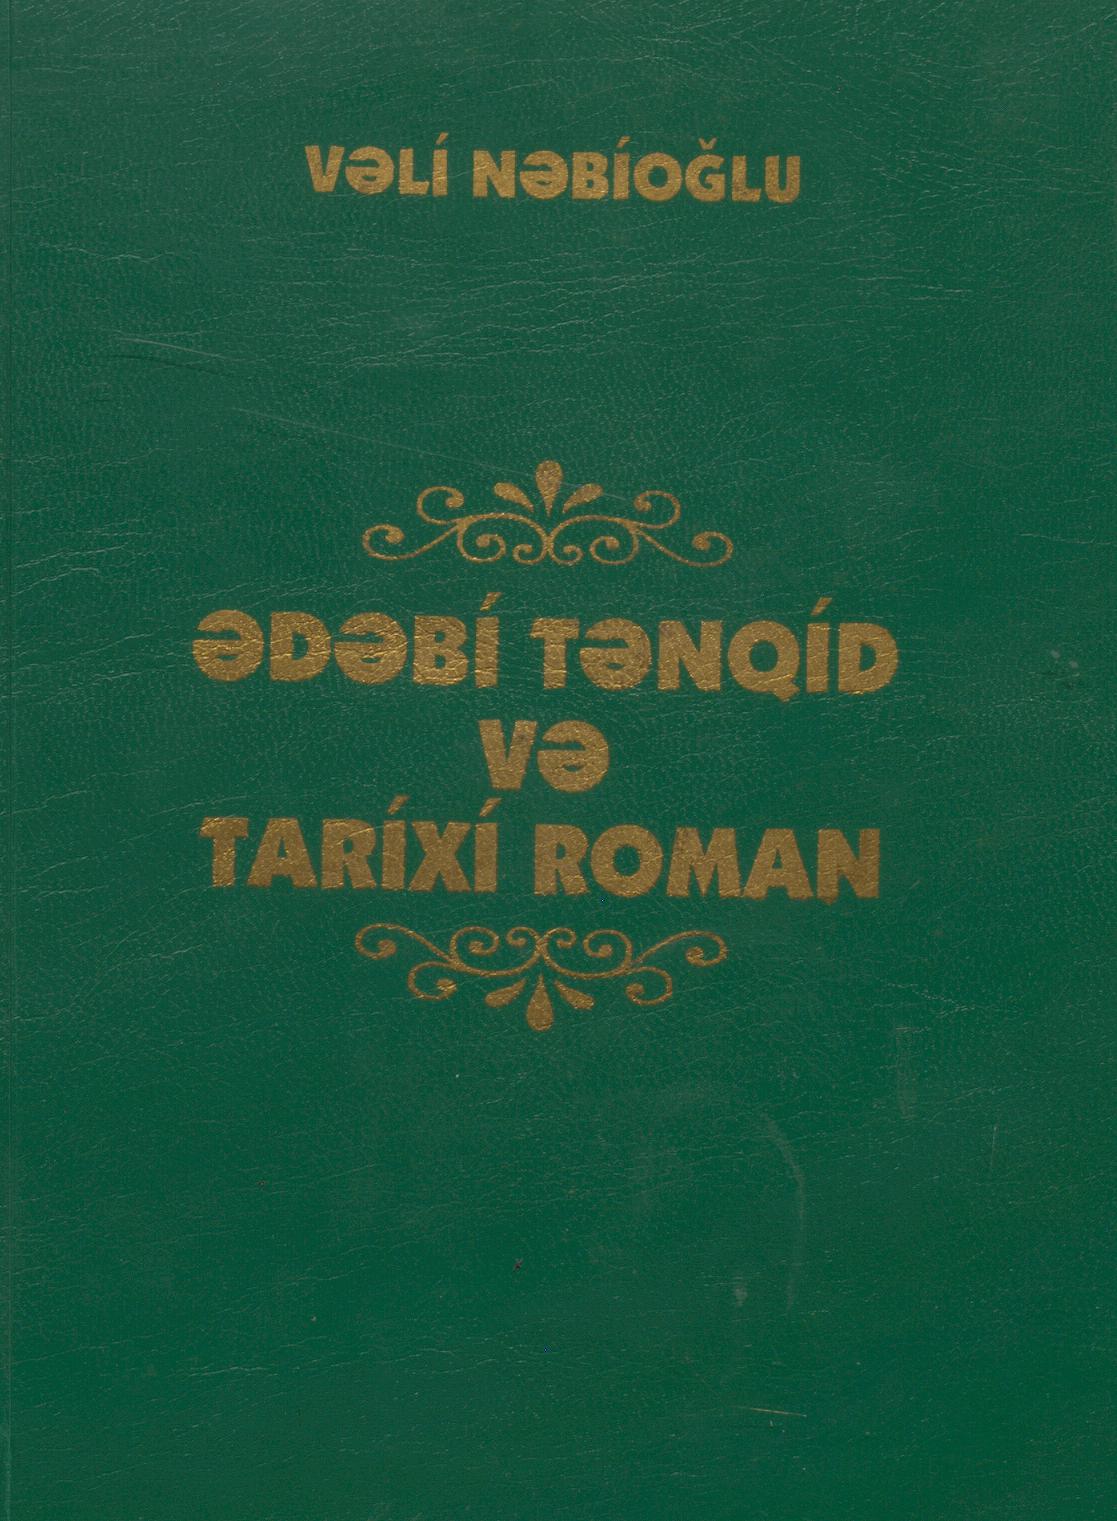 VƏLİ NƏBİOĞLU
ƏDƏBİ TƏNQİD
VƏ
TARİXİ ROMAN